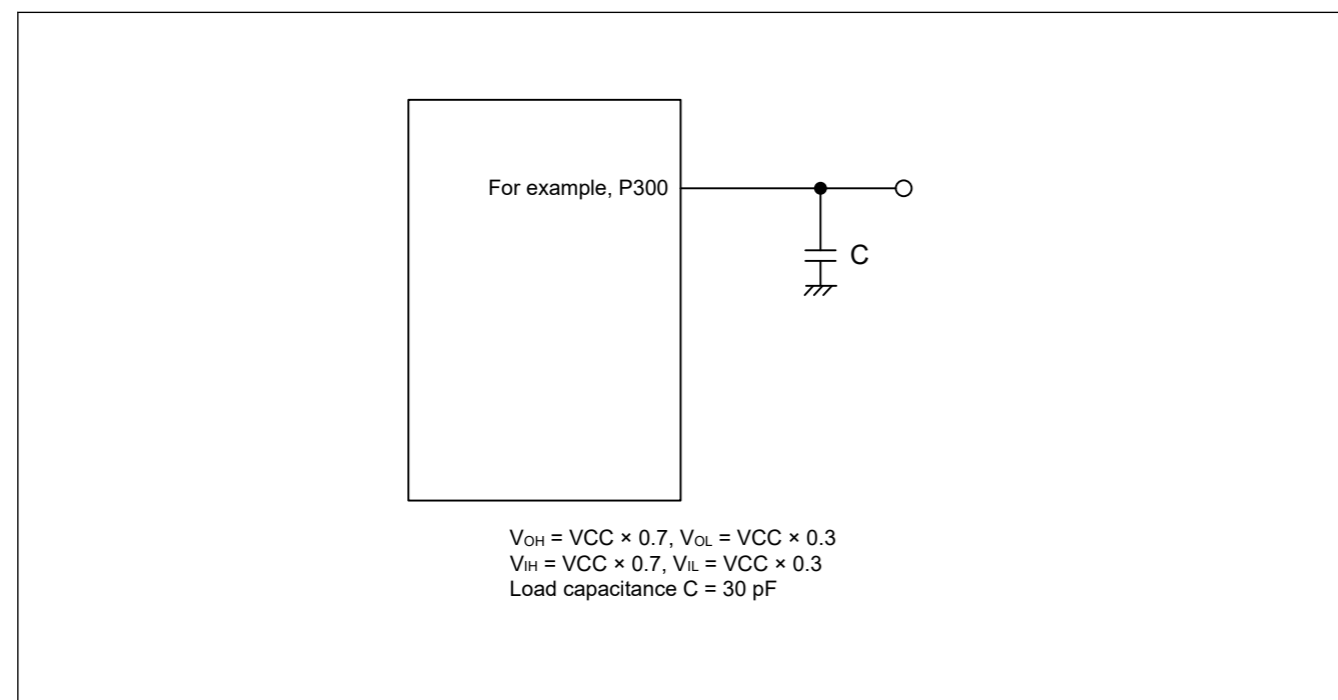 For example, P300
C
VOH = VCC × 0.7, VOL = VCC × 0.3
VIH = VCC × 0.7, VIL = VCC × 0.3
Load capacitance C = 30 pF